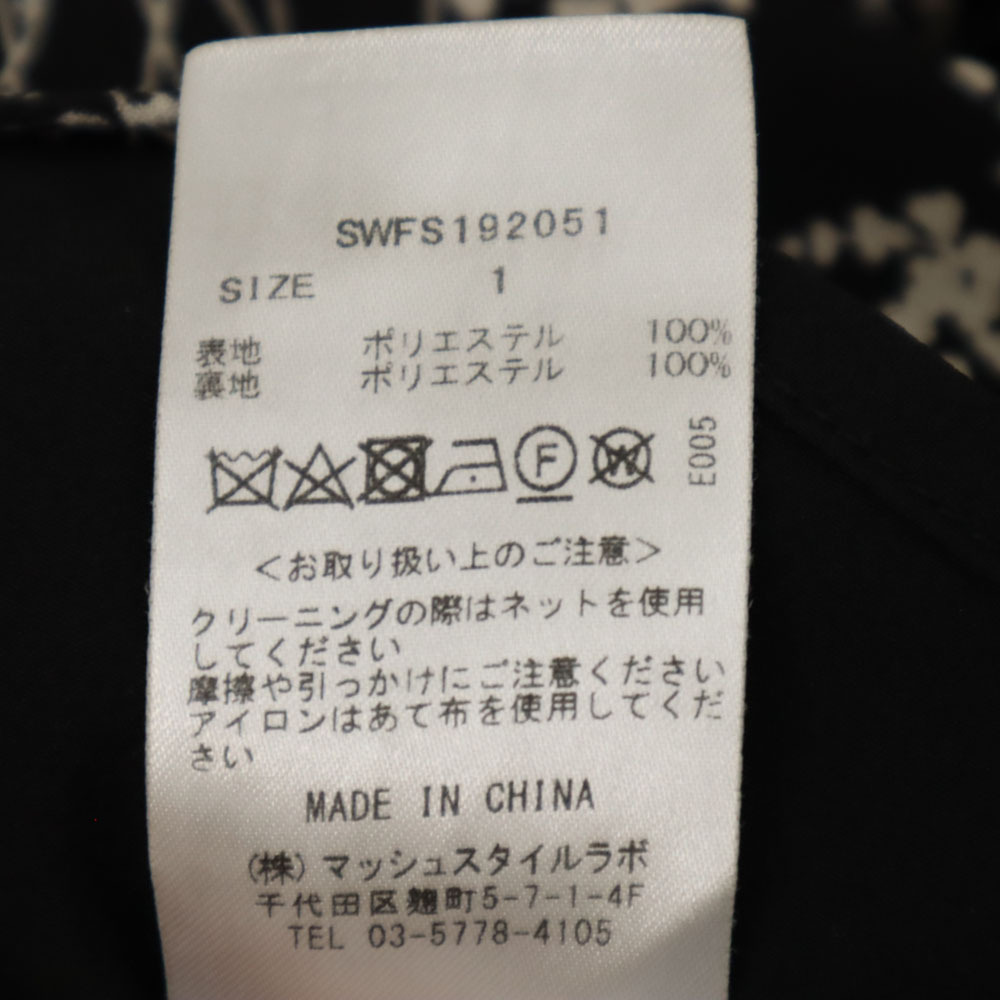 SWFS192051
SIZE 1
表地 ポリエステル 100%
裏地 ポリエステル 100%
F W E005
<お取り扱い上のご注意>
クリーニングの際はネットを使用
してください
摩擦や引っかけにご注意ください
アイロンはあて布を使用してくだ
さい
MADE IN CHINA
(株)マッシュスタイルラボ
千代田区麹町5-7-1-4F
TEL 03-5778-4105